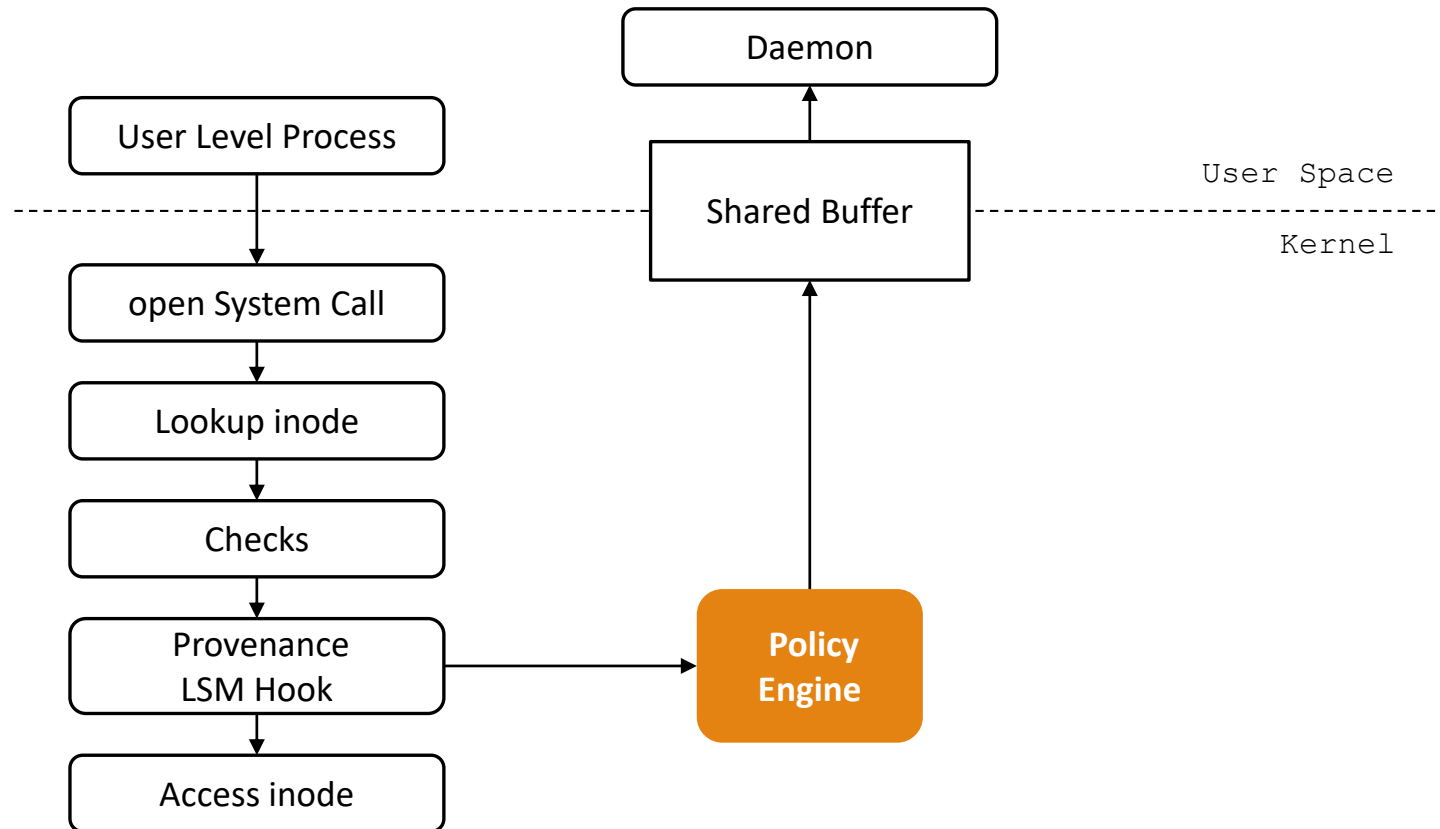 Daemon
User Level Process
User Space
Shared Buffer
Kernel
open System Call
Lookup inode
Checks
Provenance
LSM Hook
Policy
Engine
Access inode